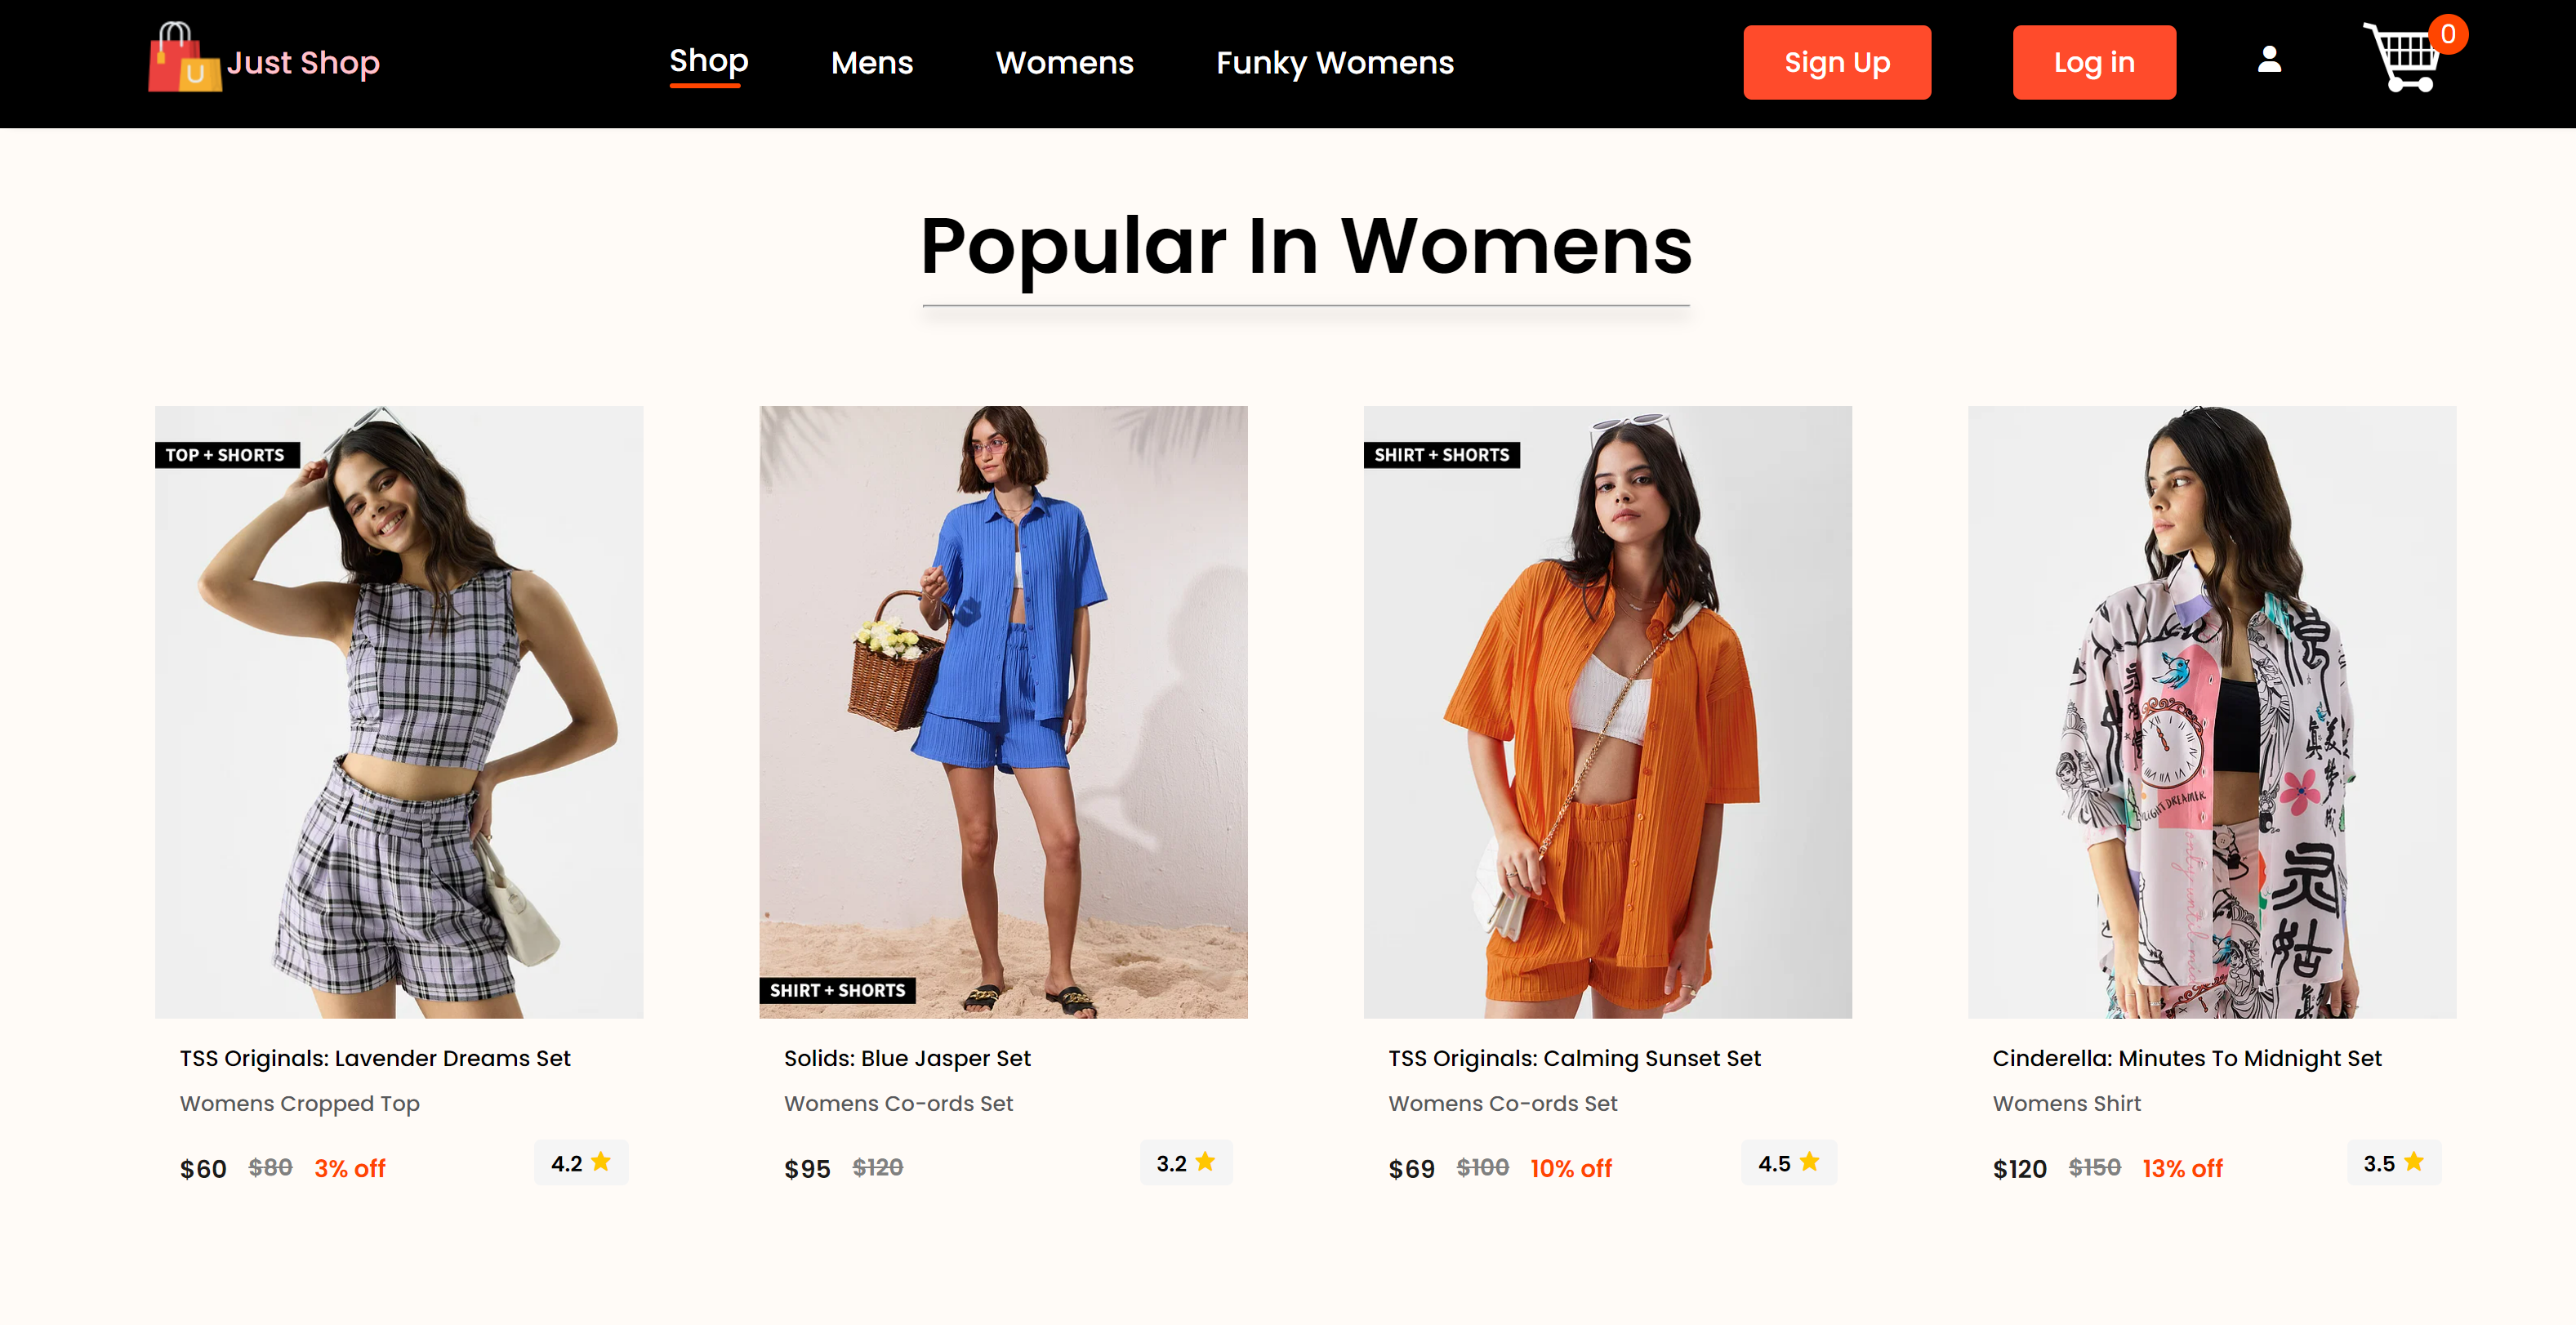 Just Shop
Shop
Mens
Womens
Funky Womens
Sign Up
Log in
0
Popular In Womens
TOP + SHORTS
SHIRT + SHORTS
SHIRT + SHORTS
TSS Originals: Lavender Dreams Set
Womens Cropped Top
$60 $80 3% off 4.2
Solids: Blue Jasper Set
Womens Co-ords Set
$95 $120 3.2
TSS Originals: Calming Sunset Set
Womens Co-ords Set
$69 $100 10% off 4.5
Cinderella: Minutes To Midnight Set
Womens Shirt
$120 $150 13% off 3.5